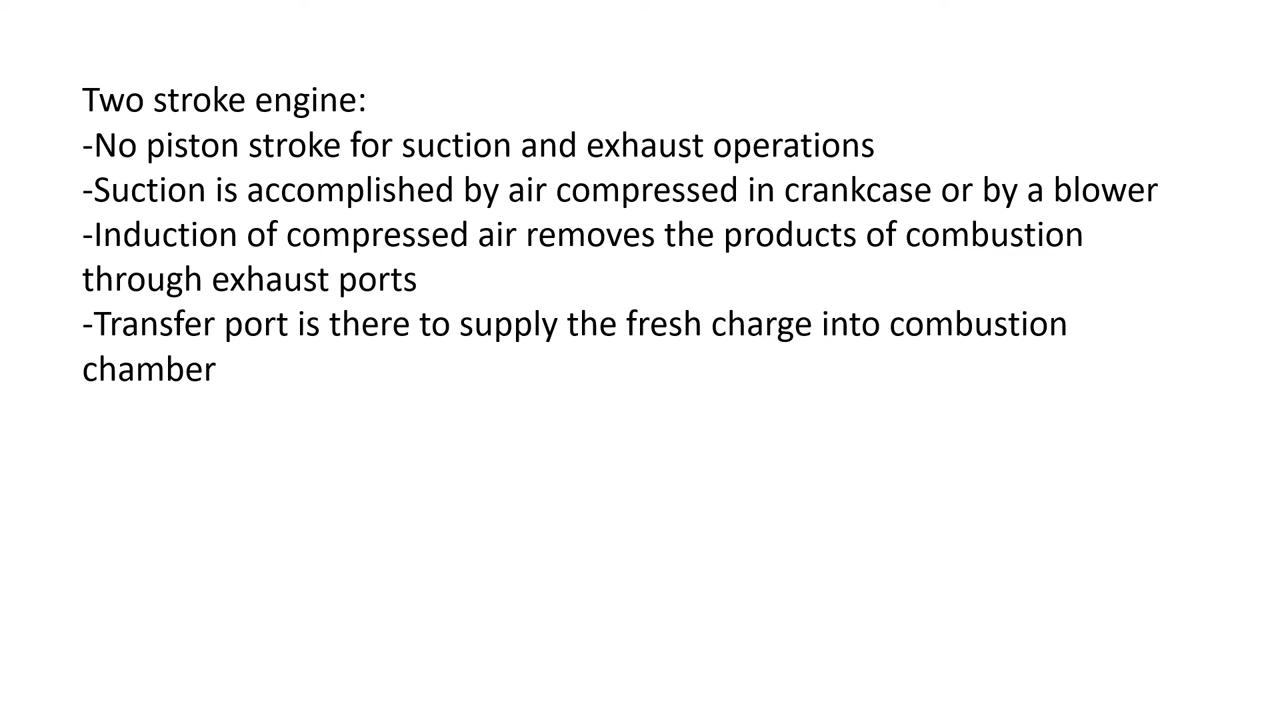 Two stroke engine:
-No piston stroke for suction and exhaust operations
-Suction is accomplished by air compressed in crankcase or by a blower
-Induction of compressed air removes the products of combustion
through exhaust ports
-Transfer port is there to supply the fresh charge into combustion
chamber